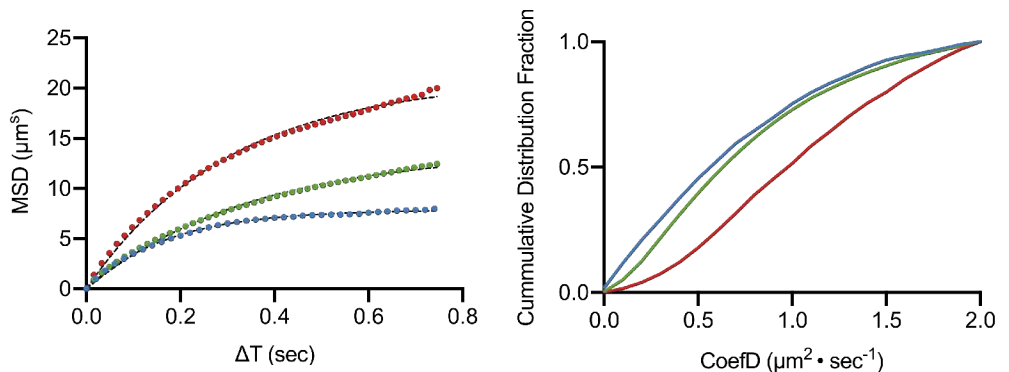 MSD (µmˢ)
25
20
15
10
5
0
0.0 0.2 0.4 0.6 0.8
ΔT (sec)
Cummulative Distribution Fraction
1.0
0.5
0.0
0.0 0.5 1.0 1.5 2.0
CoefD (µm² • sec⁻¹)